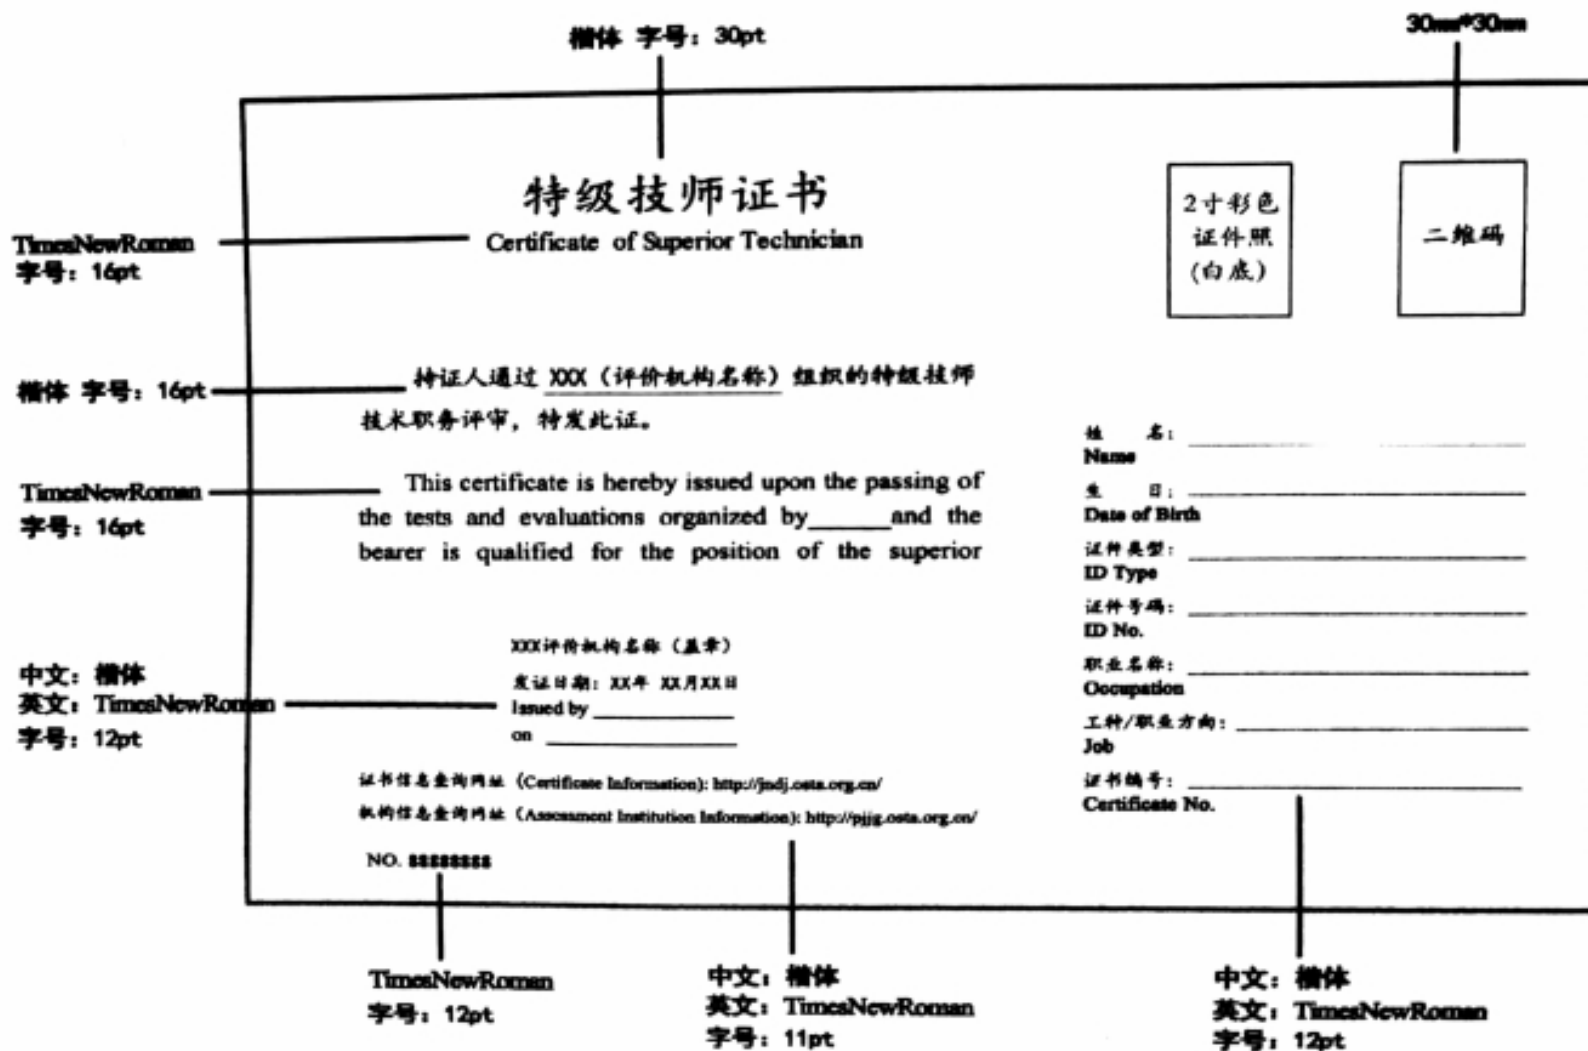 楷体 字号：30pt
30mm*30mm
特级技师证书
Certificate of Superior Technician
TimesNewRoman
字号：16pt
2寸彩色
证件照
(白底)
二维码
楷体 字号：16pt
持证人通过 XXX（评价机构名称）组织的特级技师
技术职务评审，特发此证。
TimesNewRoman
字号：16pt
This certificate is hereby issued upon the passing of
the tests and evaluations organized by______and the
bearer is qualified for the position of the superior
姓 名：
Name
生 日：
Date of Birth
证件类型：
ID Type
证件号码：
ID No.
职业名称：
Occupation
工种/职业方向：
Job
证书编号：
Certificate No.
中文：楷体
英文：TimesNewRoman
字号：12pt
XXX评价机构名称（盖章）
发证日期：XX年 XX月XX日
Issued by
on
证书信息查询网址（Certificate Information): http://jndj.osta.org.cn/
机构信息查询网址（Assessment Institution Information): http://pjjg.osta.org.cn/
NO. 88888888
TimesNewRoman
字号：12pt
中文：楷体
英文：TimesNewRoman
字号：11pt
中文：楷体
英文：TimesNewRoman
字号：12pt